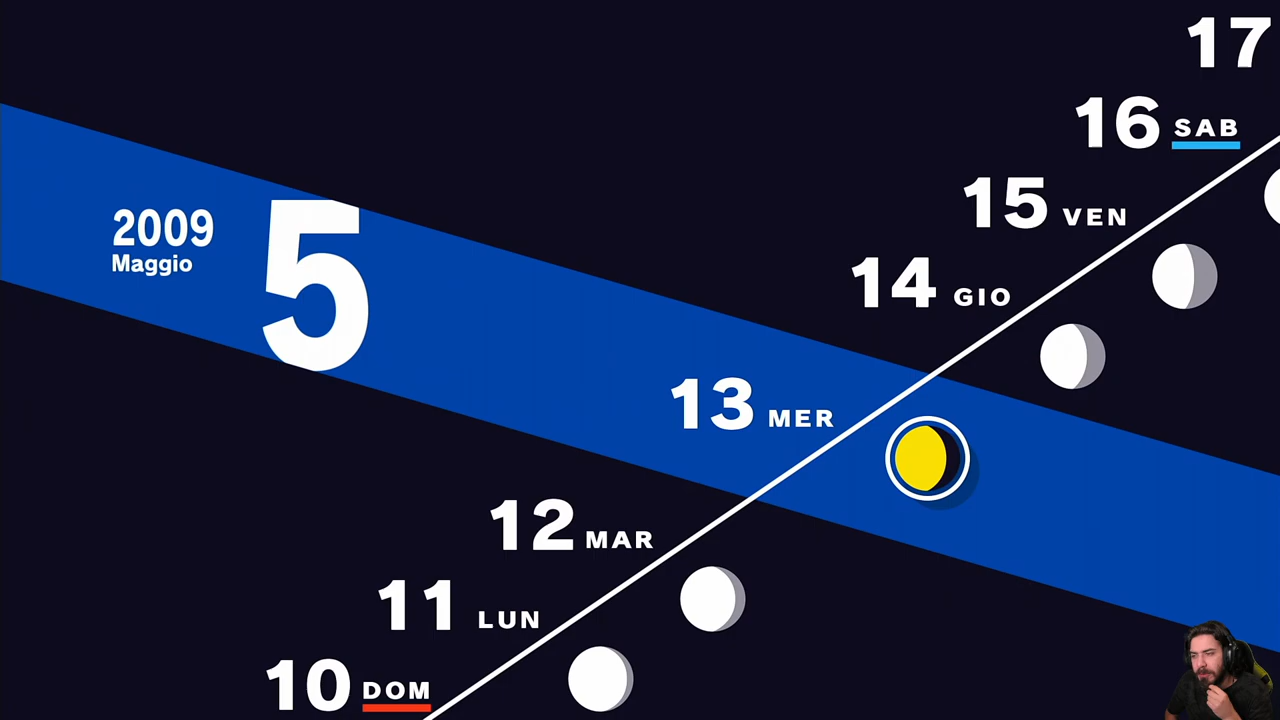 17
16 SAB
15 VEN
14 GIO
2009
Maggio
5
13 MER
12 MAR
11 LUN
10 DOM